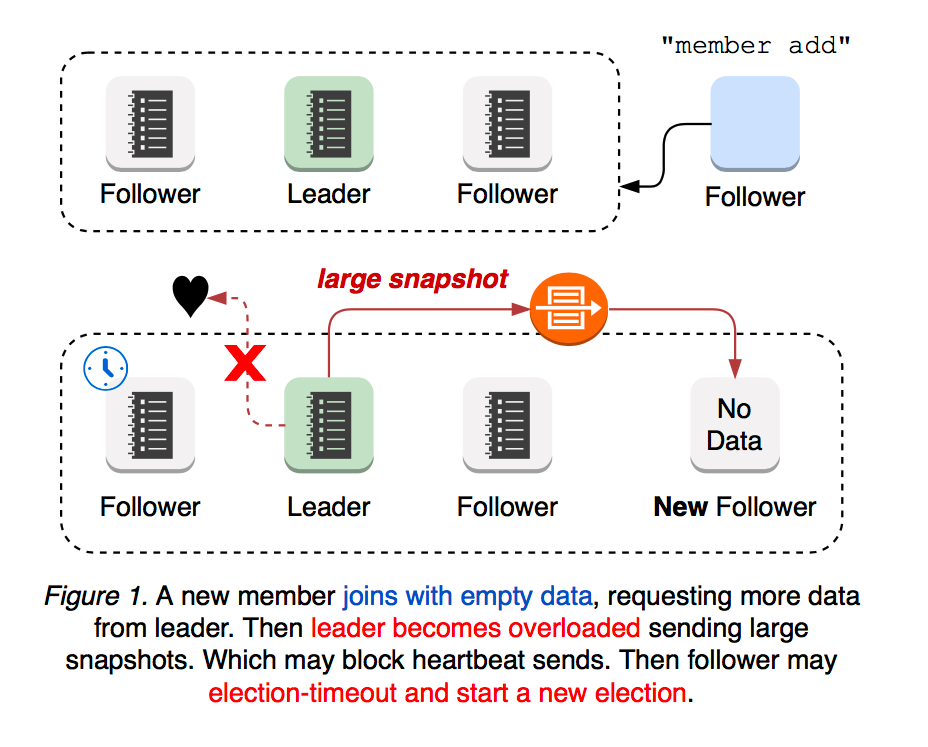 "member add"
Follower
Leader
Follower
Follower
large snapshot
No
Data
Follower
Leader
Follower
New Follower
Figure 1. A new member joins with empty data, requesting more data
from leader. Then leader becomes overloaded sending large
snapshots. Which may block heartbeat sends. Then follower may
election-timeout and start a new election.